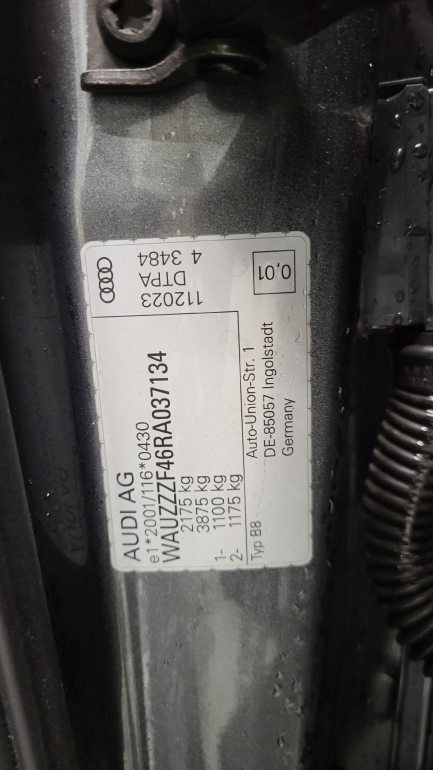 AUDI AG
e1*2001/116*0430
WAUZZZF46RA037134
2175 kg
3875 kg
1- 1100 kg
2- 1175 kg
Typ B8
Auto-Union-Str. 1
DE-85057 Ingolstadt
Germany
112023
DTPA
4 3484
0,01